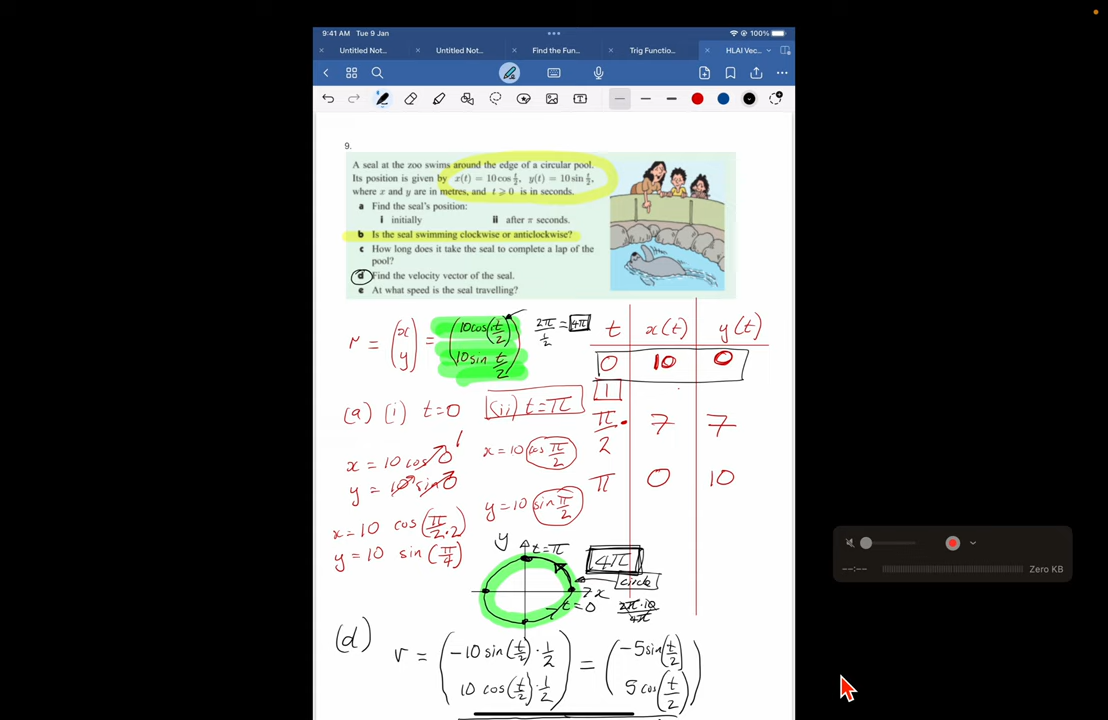 9:41 AM Tue 9 Jan
100%
Untitled Not...
Untitled Not...
Find the Fun...
Trig Functio...
HLAI Vec...
9.
A seal at the zoo swims around the edge of a circular pool.
Its position is given by x(t) = 10 cos t/2, y(t) = 10 sin t/2,
where x and y are in metres, and t ⩾ 0 is in seconds.
a Find the seal's position:
i initially ii after π seconds.
b Is the seal swimming clockwise or anticlockwise?
c How long does it take the seal to complete a lap of the
pool?
d Find the velocity vector of the seal.
e At what speed is the seal travelling?
r = (x y) = (10cos(t/2) 10sin t/2)
2π / 1/2 = 4π
t x(t) y(t)
0 10 0
1
π/2 7 7
π 0 10
(a) (i) t=0
(ii) t=π
x = 10 cos 0 1
y = 10 sin 0
x = 10 cos π/2
y = 10 sin π/2
x = 10 cos(π/2·2)
y = 10 sin(π/4)
y t=π
4π
circle
x
t=0
2π·10/4π
(d)
v = (-10 sin(t/2)·1/2 10 cos(t/2)·1/2) = (-5sin(t/2) 5cos(t/2))
--:--
Zero KB